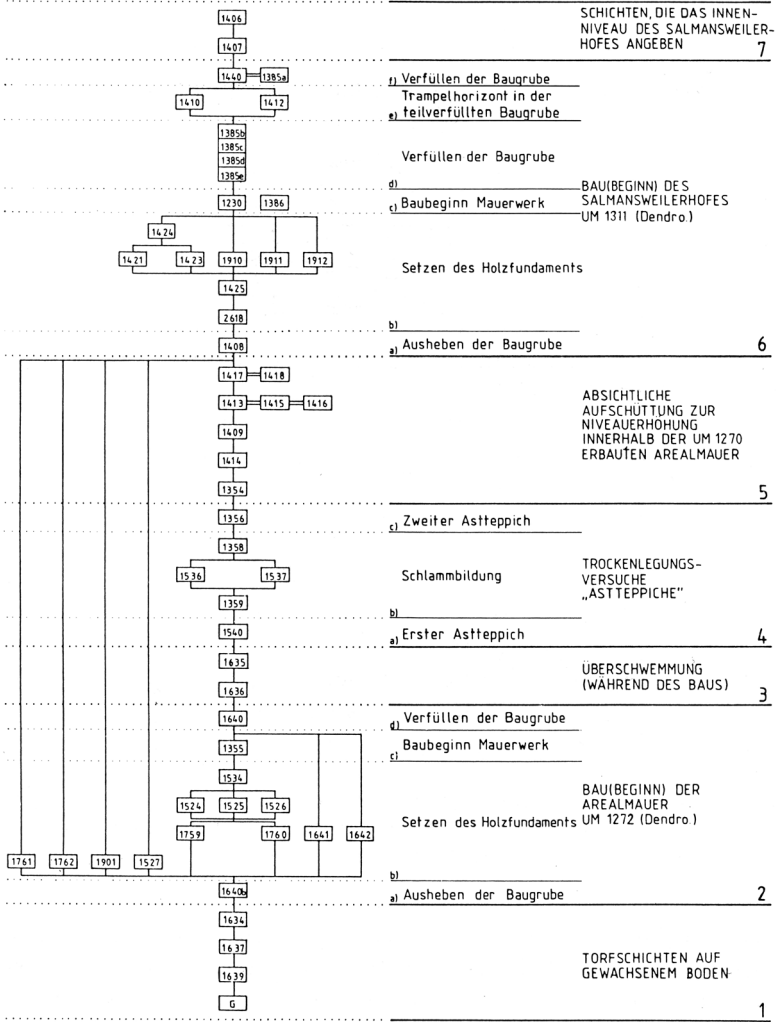 1406
SCHICHTEN, DIE DAS INNEN-
NIVEAU DES SALMANSWEILER-
HOFES ANGEBEN
7
1407
1440 1385a
f) Verfüllen der Baugrube
1410 1412
Trampelhorizont in der
e) teilverfüllten Baugrube
1385b
1385c
1385d
1385e
Verfüllen der Baugrube
d)
1230 1386
c) Baubeginn Mauerwerk
BAU(BEGINN) DES
SALMANSWEILERHOFES
UM 1311 (Dendro.)
1424
1421 1423 1910 1911 1912
Setzen des Holzfundaments
1425
2618
b)
1408
a) Ausheben der Baugrube
6
1417 1418
1413 1415 1416
1409
1414
1354
ABSICHTLICHE
AUFSCHÜTTUNG ZUR
NIVEAUERHÖHUNG
INNERHALB DER UM 1270
ERBAUTEN AREALMAUER
5
1356
c) Zweiter Astteppich
1358
1536 1537
Schlammbildung
TROCKENLEGUNGS-
VERSUCHE
„ASTTEPPICHE"
1359
b)
1540
a) Erster Astteppich
4
1635
1636
ÜBERSCHWEMMUNG
(WÄHREND DES BAUS)
3
1640
d) Verfüllen der Baugrube
1355
Baubeginn Mauerwerk
c)
1534
1524 1525 1526
1759 1760 1641 1642
Setzen des Holzfundaments
BAU(BEGINN) DER
AREALMAUER
UM 1272 (Dendro.)
1761 1762 1901 1527
b)
1640b
a) Ausheben der Baugrube
2
1634
1637
1639
G
TORFSCHICHTEN AUF
GEWACHSENEM BODEN
1